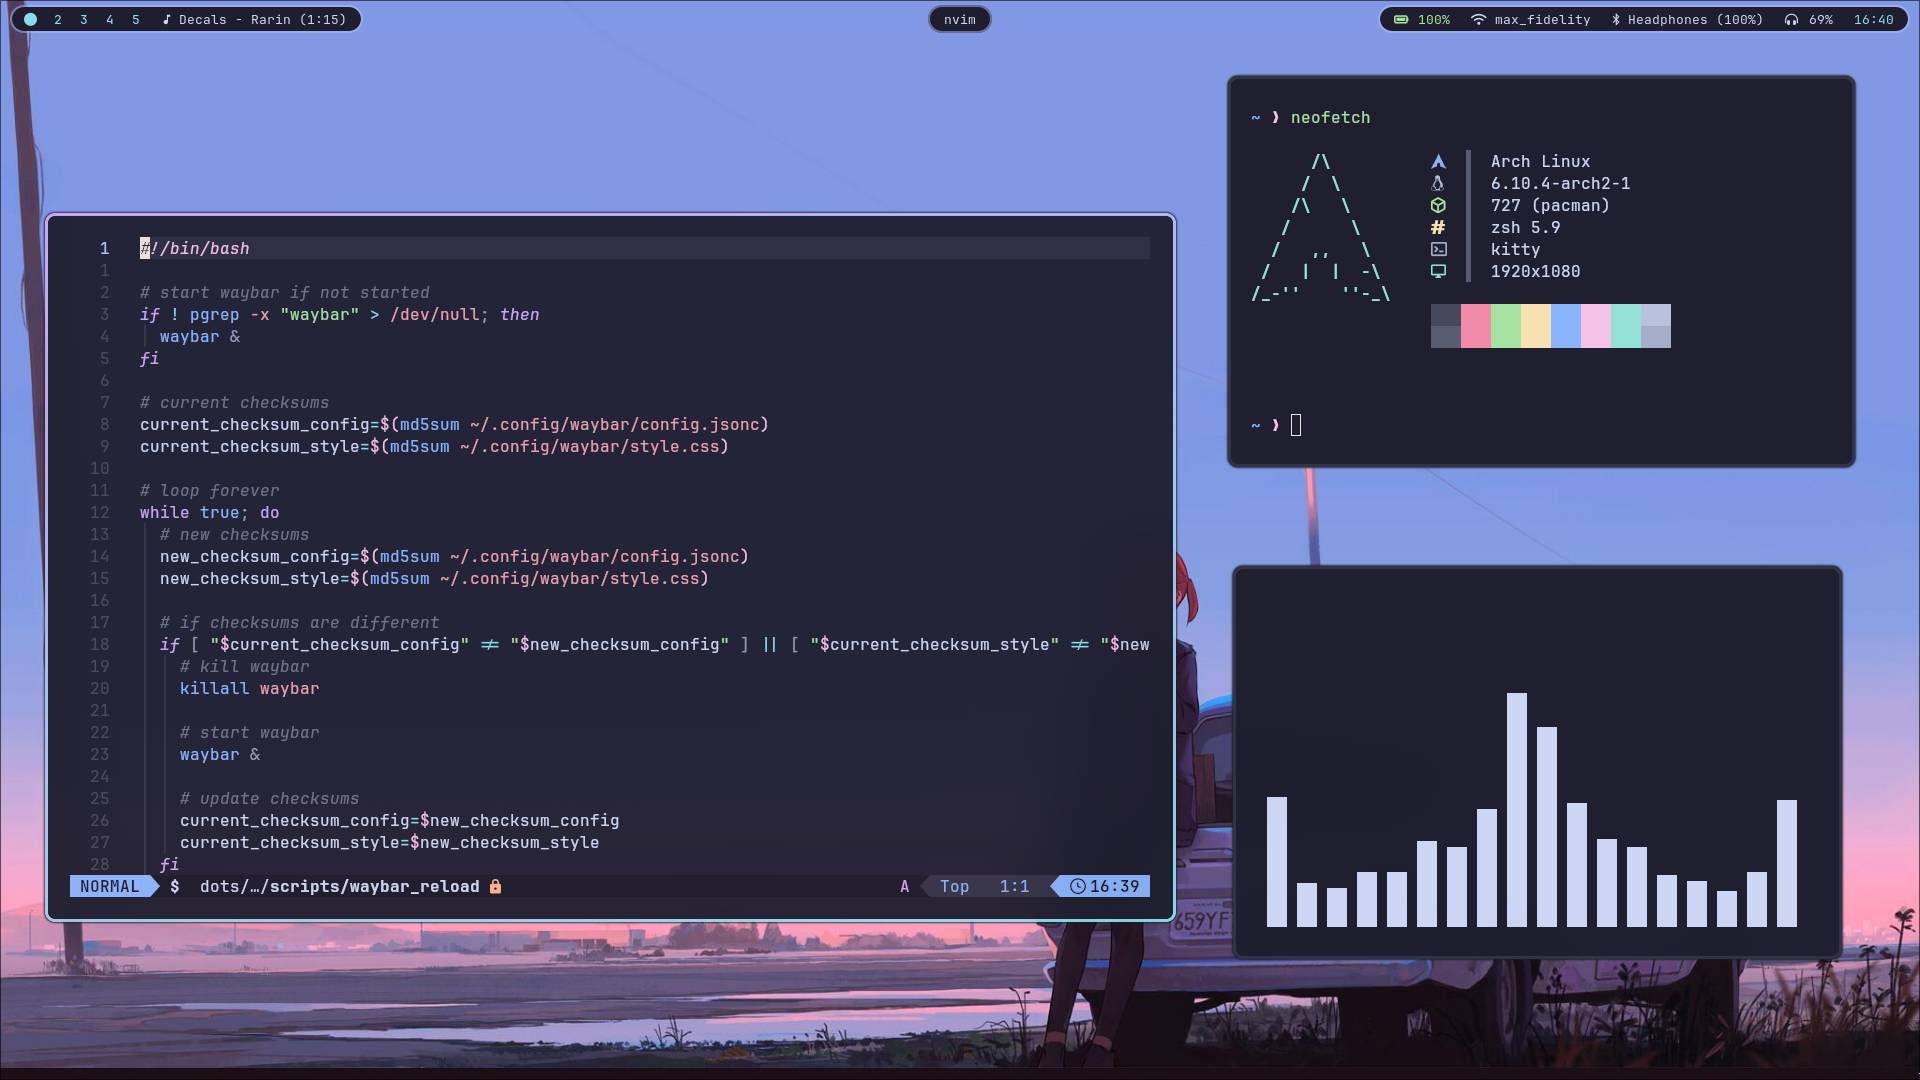 2 3 4 5 Decals - Rarin (1:15)
nvim
100% max_fidelity Headphones (100%) 69% 16:40
1 #!/bin/bash
1
2 # start waybar if not started
3 if ! pgrep -x "waybar" > /dev/null; then
4 waybar &
5 fi
6
7 # current checksums
8 current_checksum_config=$(md5sum ~/.config/waybar/config.jsonc)
9 current_checksum_style=$(md5sum ~/.config/waybar/style.css)
10
11 # loop forever
12 while true; do
13 # new checksums
14 new_checksum_config=$(md5sum ~/.config/waybar/config.jsonc)
15 new_checksum_style=$(md5sum ~/.config/waybar/style.css)
16
17 # if checksums are different
18 if [ "$current_checksum_config" != "$new_checksum_config" ] || [ "$current_checksum_style" != "$new
19 # kill waybar
20 killall waybar
21
22 # start waybar
23 waybar &
24
25 # update checksums
26 current_checksum_config=$new_checksum_config
27 current_checksum_style=$new_checksum_style
28 fi
NORMAL $ dots/…/scripts/waybar_reload A Top 1:1 16:39
~ ❱ neofetch
/\
/ \
/\ \
/ \
/ ,, \
/ | | -\
/_-'' ''-_\
Arch Linux
6.10.4-arch2-1
727 (pacman)
# zsh 5.9
kitty
1920x1080
~ ❱